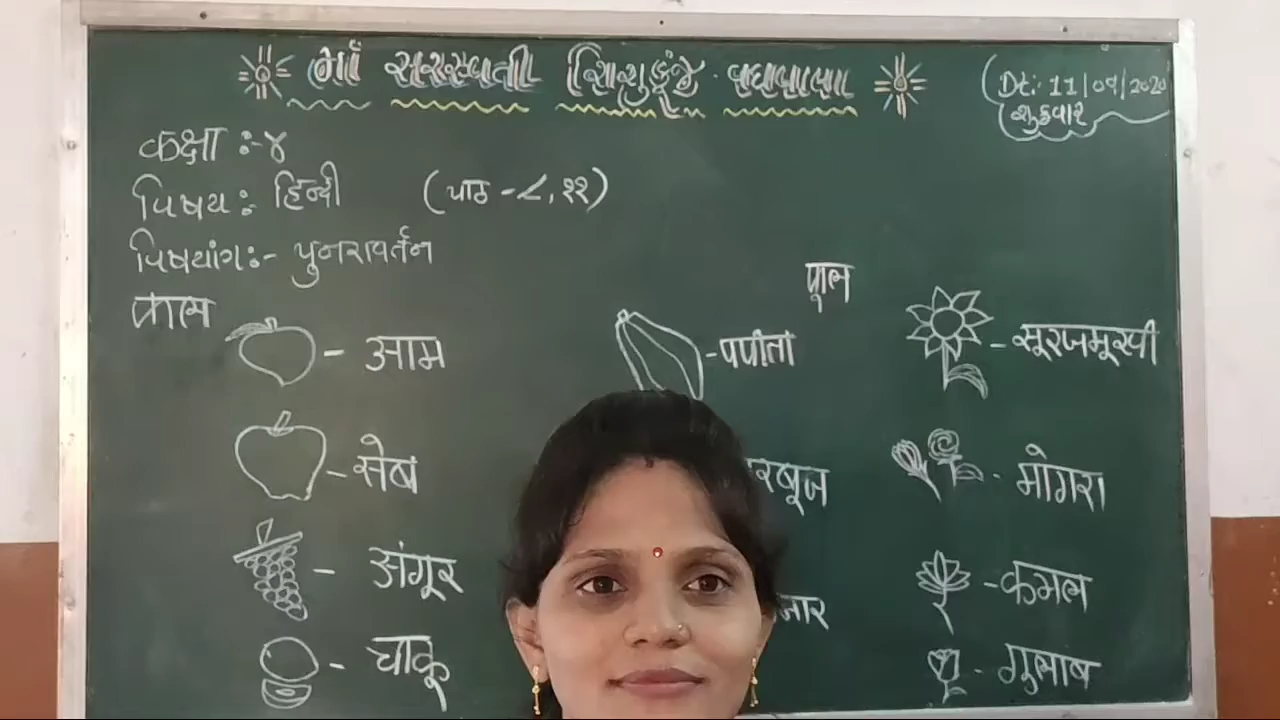 माँ सरस्वती शिशुकुंज
Dt:- 11/09/2020
शुक्रवार
कक्षा :- ४
विषय :- हिन्दी (पाठ - ८, ११)
विषयांग :- पुनरावर्तन
फल
फूल
- आम
- पपीता
- सूरजमूखी
- सेब
रबूज
- मोगरा
- अंगूर
नार
- कमल
- चीकू
- गुलाब